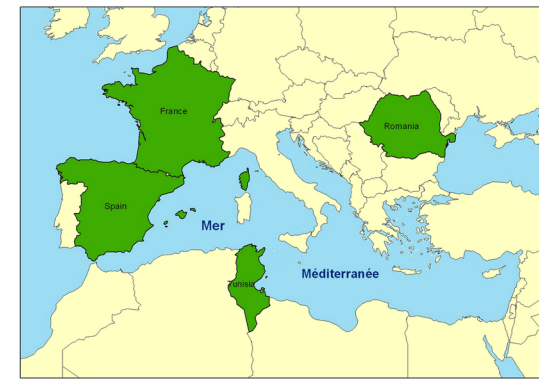 France
Romania
Spain
Mer
Méditerranée
Tunisia